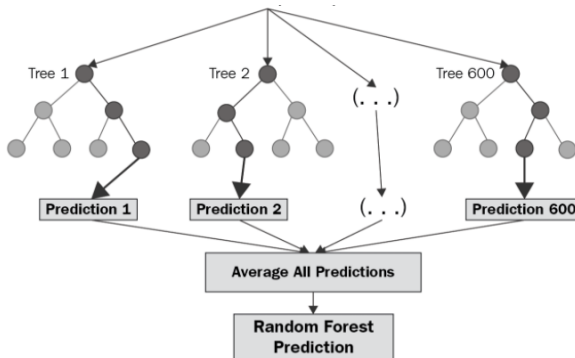 Tree 1
Tree 2
(. . .)
Tree 600
Prediction 1
Prediction 2
(. . .)
Prediction 600
Average All Predictions
Random Forest
Prediction